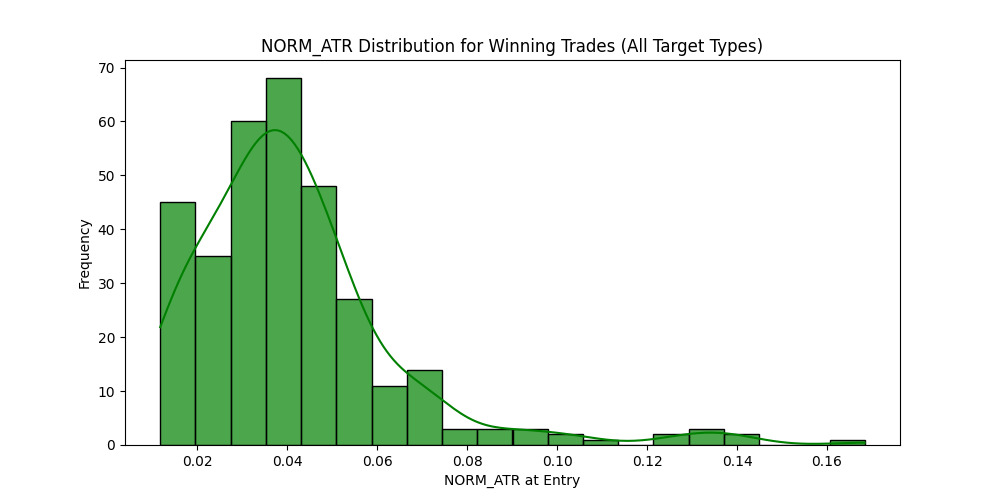 NORM_ATR Distribution for Winning Trades (All Target Types)
70
60
50
40
30
20
10
0
Frequency
0.02 0.04 0.06 0.08 0.10 0.12 0.14 0.16
NORM_ATR at Entry